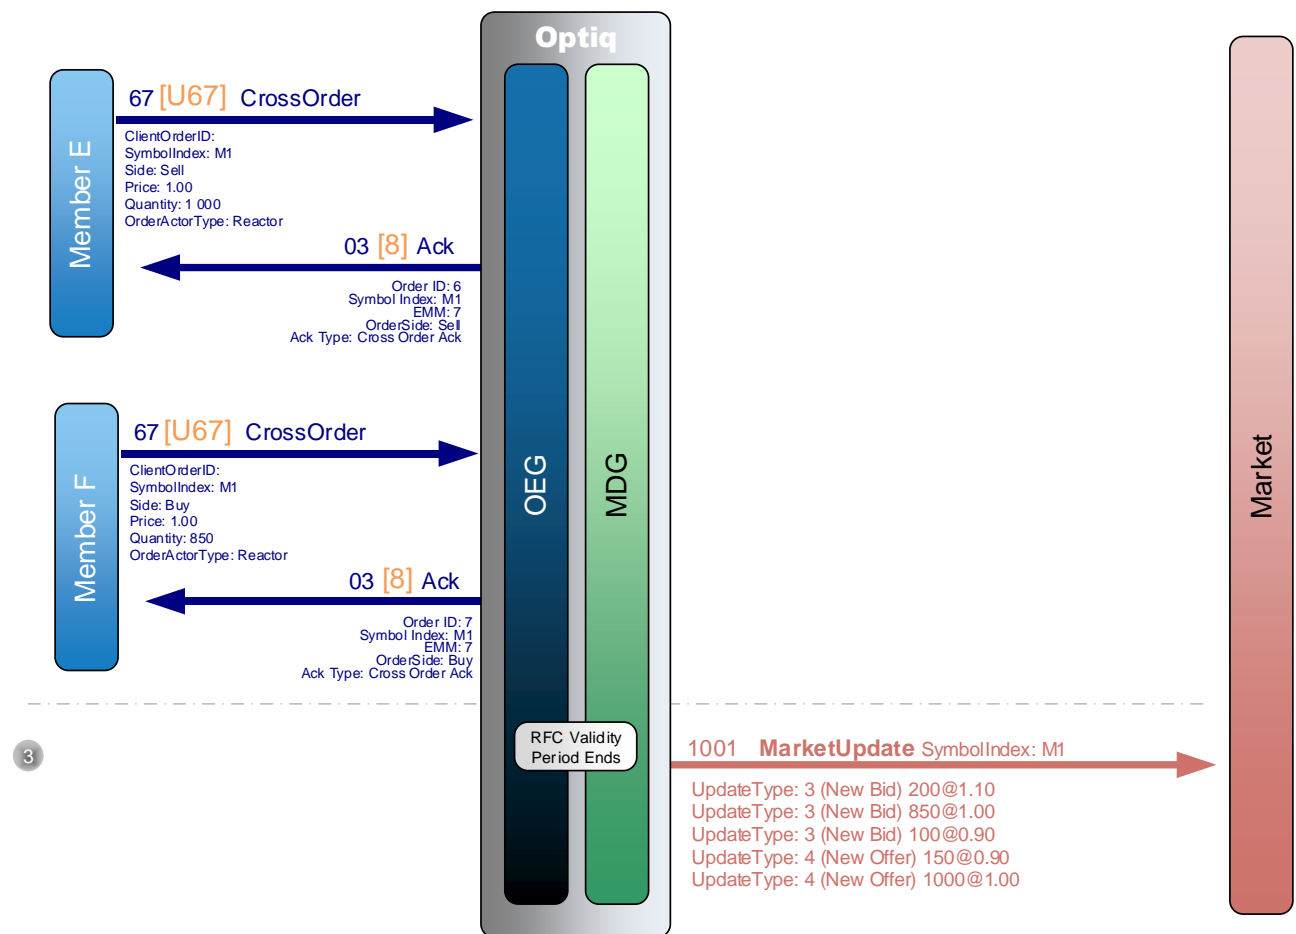 Optiq
67 [U67] CrossOrder
ClientOrderID:
SymbolIndex: M1
Side: Sell
Price: 1.00
Quantity: 1 000
OrderActorType: Reactor
Member E
03 [8] Ack
Order ID: 6
Symbol Index: M1
EMM: 7
OrderSide: Sell
Ack Type: Cross Order Ack
67 [U67] CrossOrder
ClientOrderID:
SymbolIndex: M1
Side: Buy
Price: 1.00
Quantity: 850
OrderActorType: Reactor
Member F
03 [8] Ack
Order ID: 7
Symbol Index: M1
EMM: 7
OrderSide: Buy
Ack Type: Cross Order Ack
OEG
MDG
Market
3
RFC Validity
Period Ends
1001 MarketUpdate SymbolIndex: M1
UpdateType: 3 (New Bid) 200@1.10
UpdateType: 3 (New Bid) 850@1.00
UpdateType: 3 (New Bid) 100@0.90
UpdateType: 4 (New Offer) 150@0.90
UpdateType: 4 (New Offer) 1000@1.00